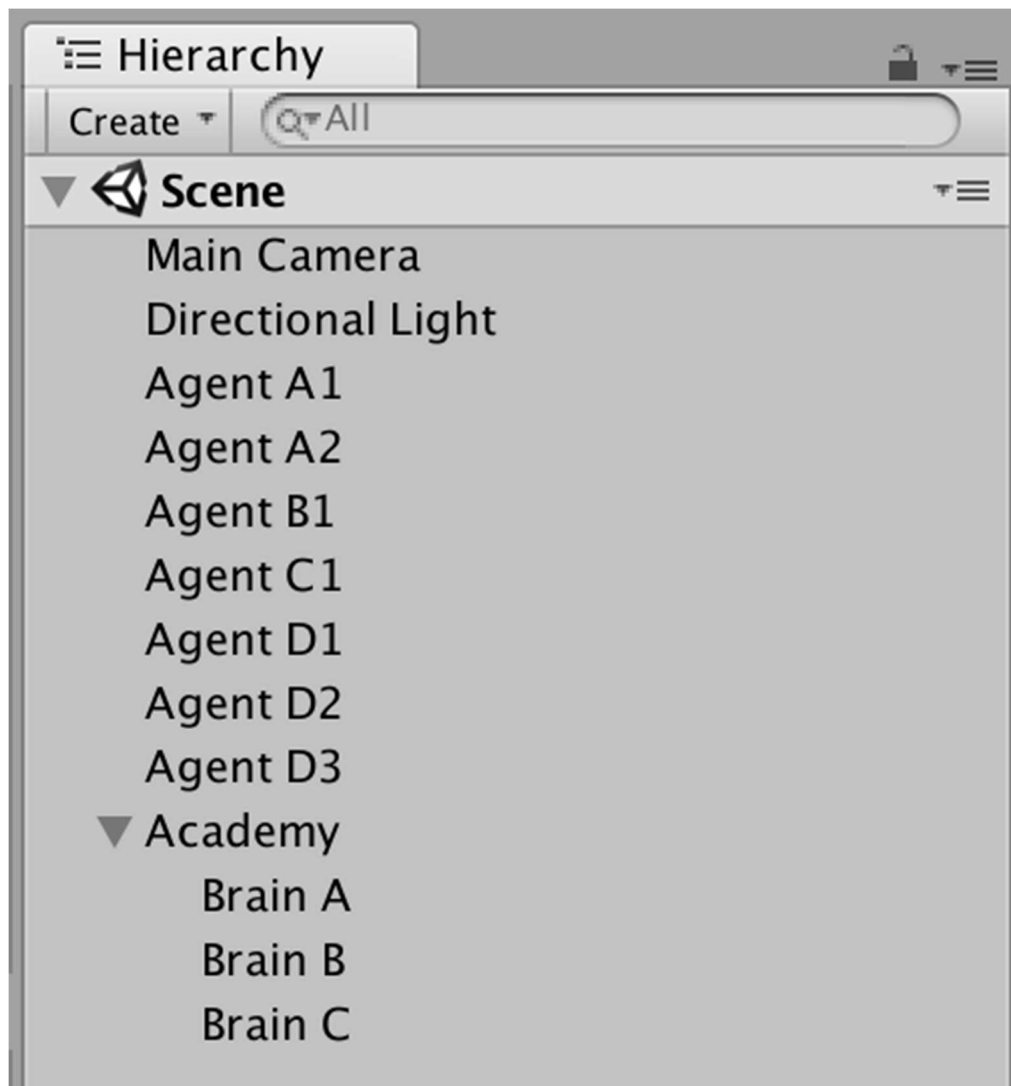 Hierarchy
Create All
Scene
Main Camera
Directional Light
Agent A1
Agent A2
Agent B1
Agent C1
Agent D1
Agent D2
Agent D3
Academy
Brain A
Brain B
Brain C